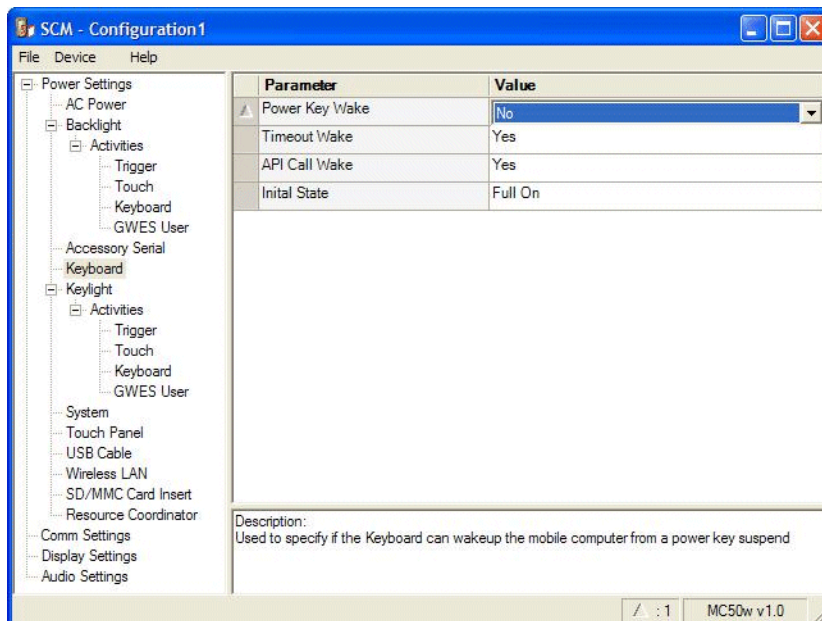 SCM - Configuration1
File Device Help
Power Settings
AC Power
Backlight
Activities
Trigger
Touch
Keyboard
GWES User
Accessory Serial
Keyboard
Keylight
Activities
Trigger
Touch
Keyboard
GWES User
System
Touch Panel
USB Cable
Wireless LAN
SD/MMC Card Insert
Resource Coordinator
Comm Settings
Display Settings
Audio Settings
Parameter Value
Power Key Wake No
Timeout Wake Yes
API Call Wake Yes
Inital State Full On
Description:
Used to specify if the Keyboard can wakeup the mobile computer from a power key suspend
: 1 MC50w v1.0